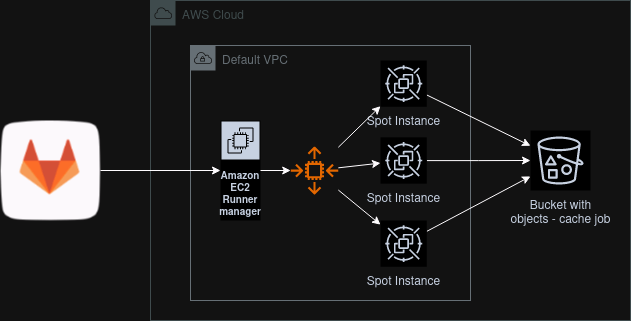 AWS Cloud
Default VPC
Spot Instance
Amazon
EC2
Runner
manager
Spot Instance
Spot Instance
Bucket with
objects - cache job